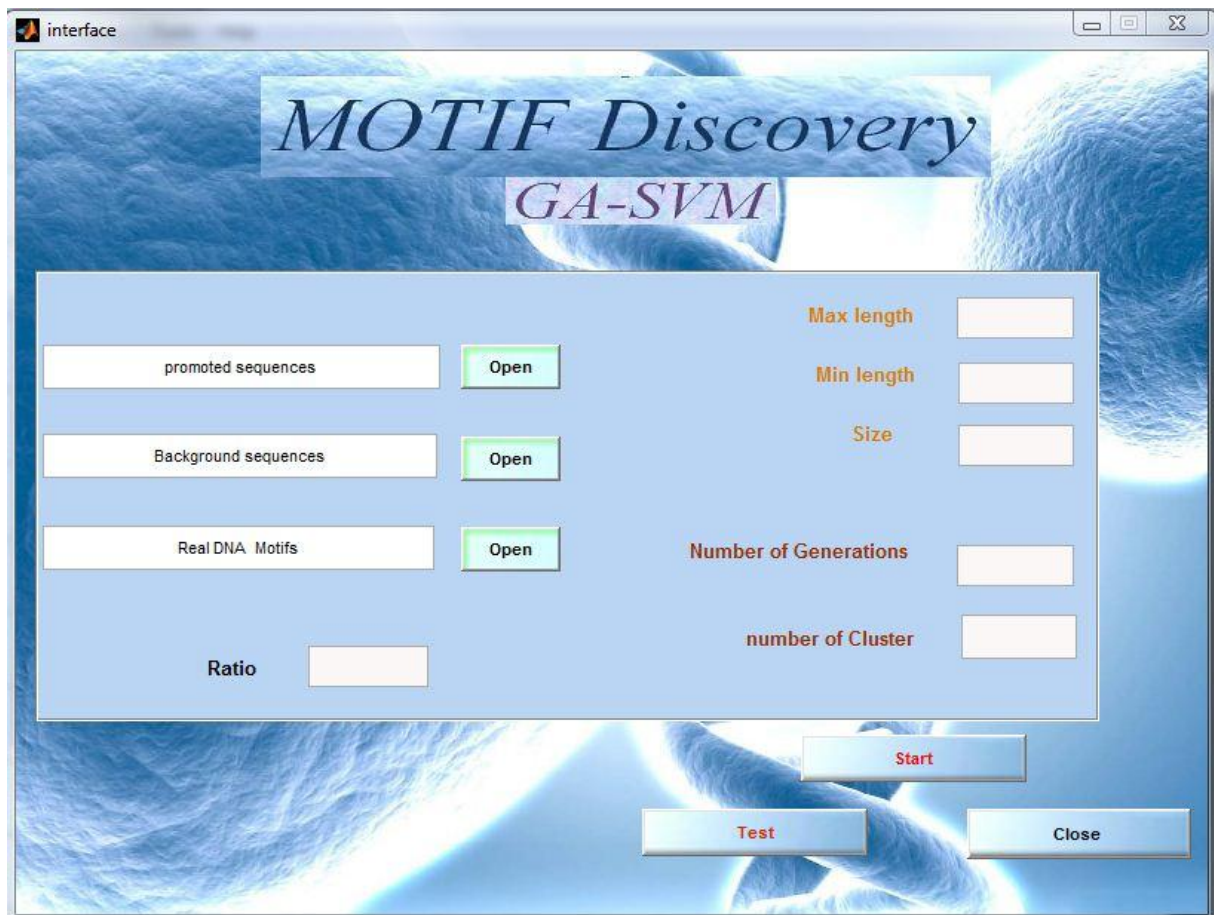 interface
MOTIF Discovery
GA-SVM
promoted sequences
Open
Background sequences
Open
Real DNA Motifs
Open
Ratio
Max length
Min length
Size
Number of Generations
number of Cluster
Start
Test
Close